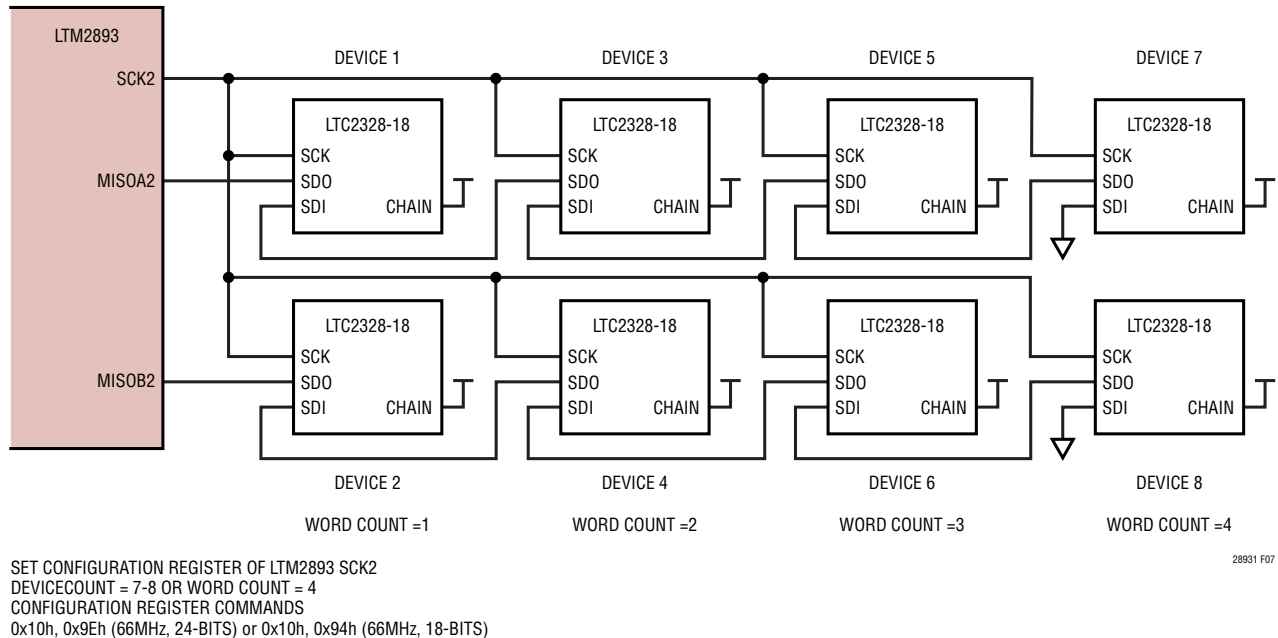 LTM2893
SCK2
MISOA2
MISOB2
DEVICE 1
DEVICE 3
DEVICE 5
DEVICE 7
LTC2328-18
SCK
SDO
SDI
CHAIN
LTC2328-18
SCK
SDO
SDI
CHAIN
LTC2328-18
SCK
SDO
SDI
CHAIN
LTC2328-18
SCK
SDO
SDI
CHAIN
LTC2328-18
SCK
SDO
SDI
CHAIN
LTC2328-18
SCK
SDO
SDI
CHAIN
LTC2328-18
SCK
SDO
SDI
CHAIN
LTC2328-18
SCK
SDO
SDI
CHAIN
DEVICE 2
DEVICE 4
DEVICE 6
DEVICE 8
WORD COUNT =1
WORD COUNT =2
WORD COUNT =3
WORD COUNT =4
28931 F07
SET CONFIGURATION REGISTER OF LTM2893 SCK2
DEVICECOUNT = 7-8 OR WORD COUNT = 4
CONFIGURATION REGISTER COMMANDS
0x10h, 0x9Eh (66MHz, 24-BITS) or 0x10h, 0x94h (66MHz, 18-BITS)